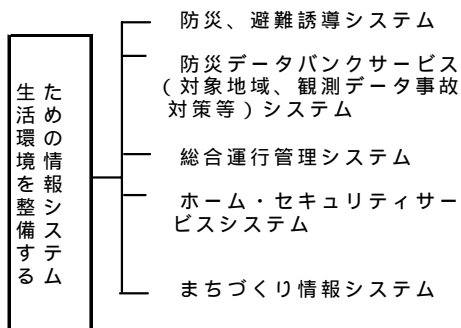 生活環境を整備する
ための情報システム
防災、避難誘導システム
防災データバンクサービス
(対象地域、観測データ事故
対策等)システム
総合運行管理システム
ホーム・セキュリティサー
ビスシステム
まちづくり情報システム